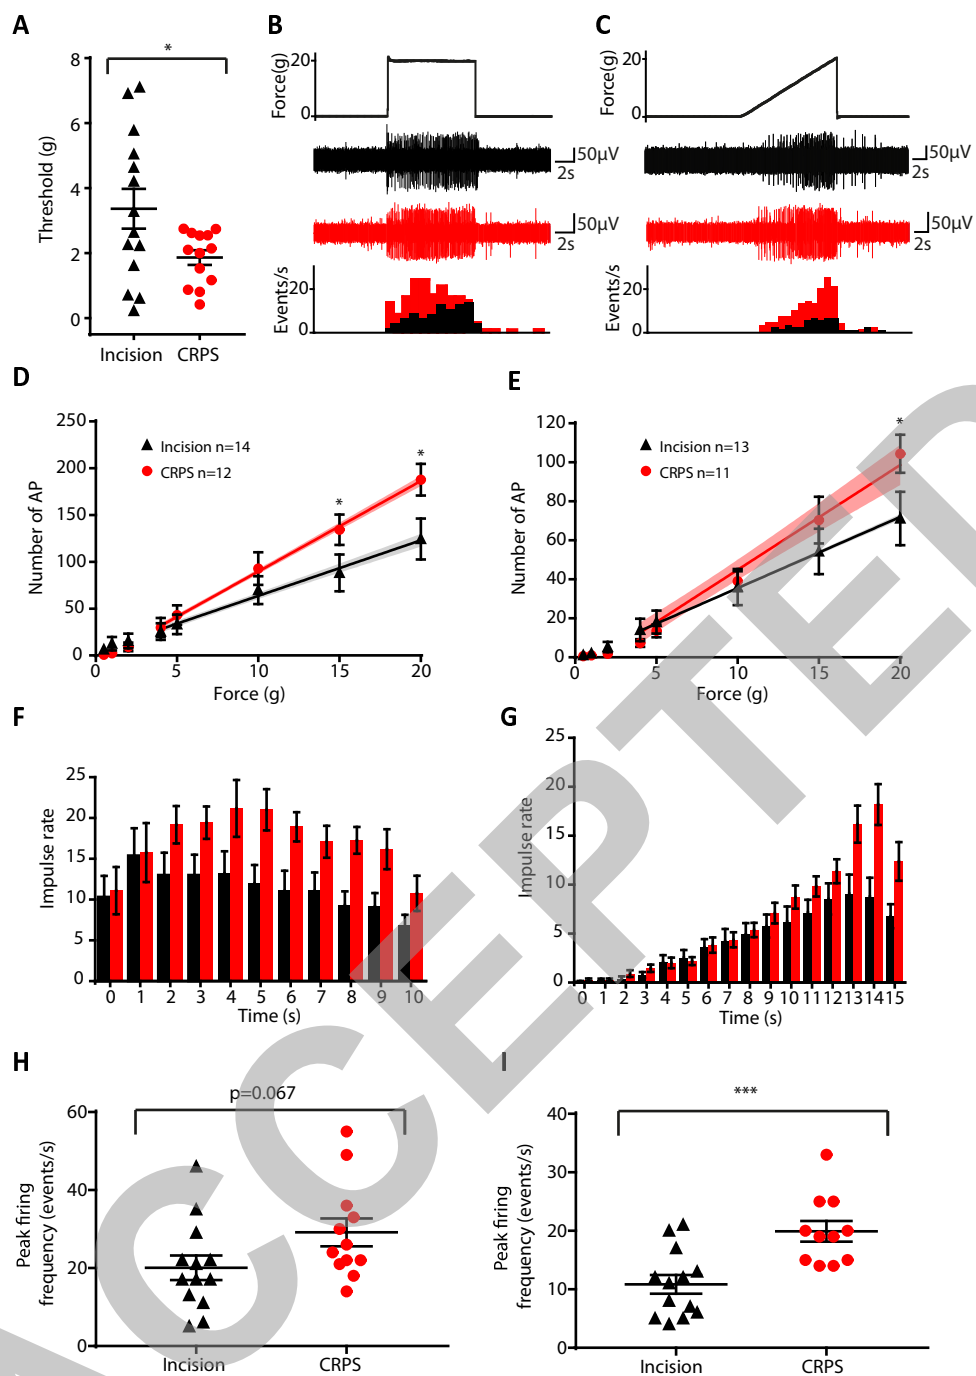 A
B
C
*
8
6
4
2
0
Threshold (g)
Incision
CRPS
20
0
Force(g)
50µV
2s
50µV
2s
20
0
Events/s
20
0
Force(g)
50µV
2s
50µV
2s
20
0
Events/s
D
E
250
200
150
100
50
0
Number of AP
Incision n=14
CRPS n=12
*
*
0
5
10
15
20
Force (g)
120
100
80
60
40
20
0
Number of AP
Incision n=13
CRPS n=11
*
0
5
10
15
20
Force (g)
F
G
25
20
15
10
5
0
Impulse rate
0 1 2 3 4 5 6 7 8 9 10
Time (s)
25
20
15
10
5
0
Impulse rate
0 1 2 3 4 5 6 7 8 9 10 11 12 13 14 15
Time (s)
H
I
p=0.067
60
40
20
0
Peak firing
frequency (events/s)
Incision
CRPS
***
40
30
20
10
0
Peak firing
frequency (events/s)
Incision
CRPS
ACCEPTED